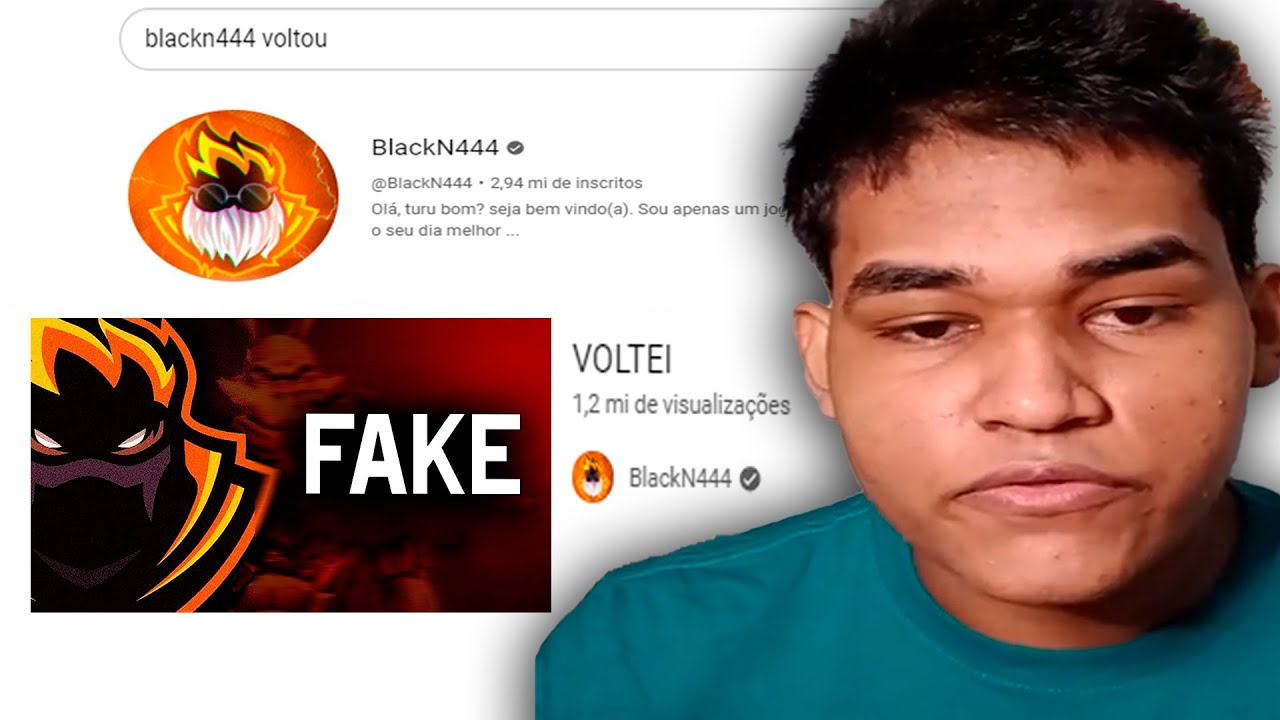 blackn444 voltou
BlackN444
@BlackN444 • 2,94 mi de inscritos
Olá, turu bom? seja bem vindo(a). Sou apenas um
o seu dia melhor ...
FAKE
VOLTEI
1,2 mi de visualizações
BlackN444